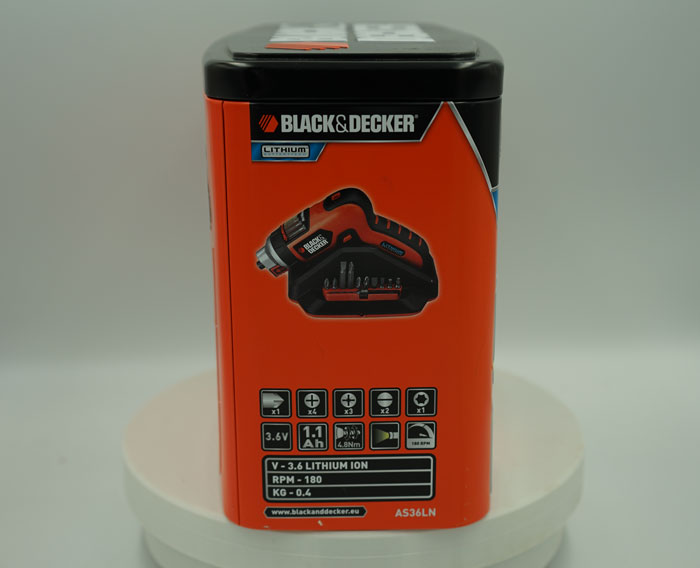 BLACK&DECKER®
LITHIUM
BLACK&
DECKER
LITHIUM
x1 x4 x3 x2 x1
3.6V 1.1 Ah 4.8Nm 180 RPM
V - 3.6 LITHIUM ION
RPM - 180
KG - 0.4
www.blackanddecker.eu AS36LN